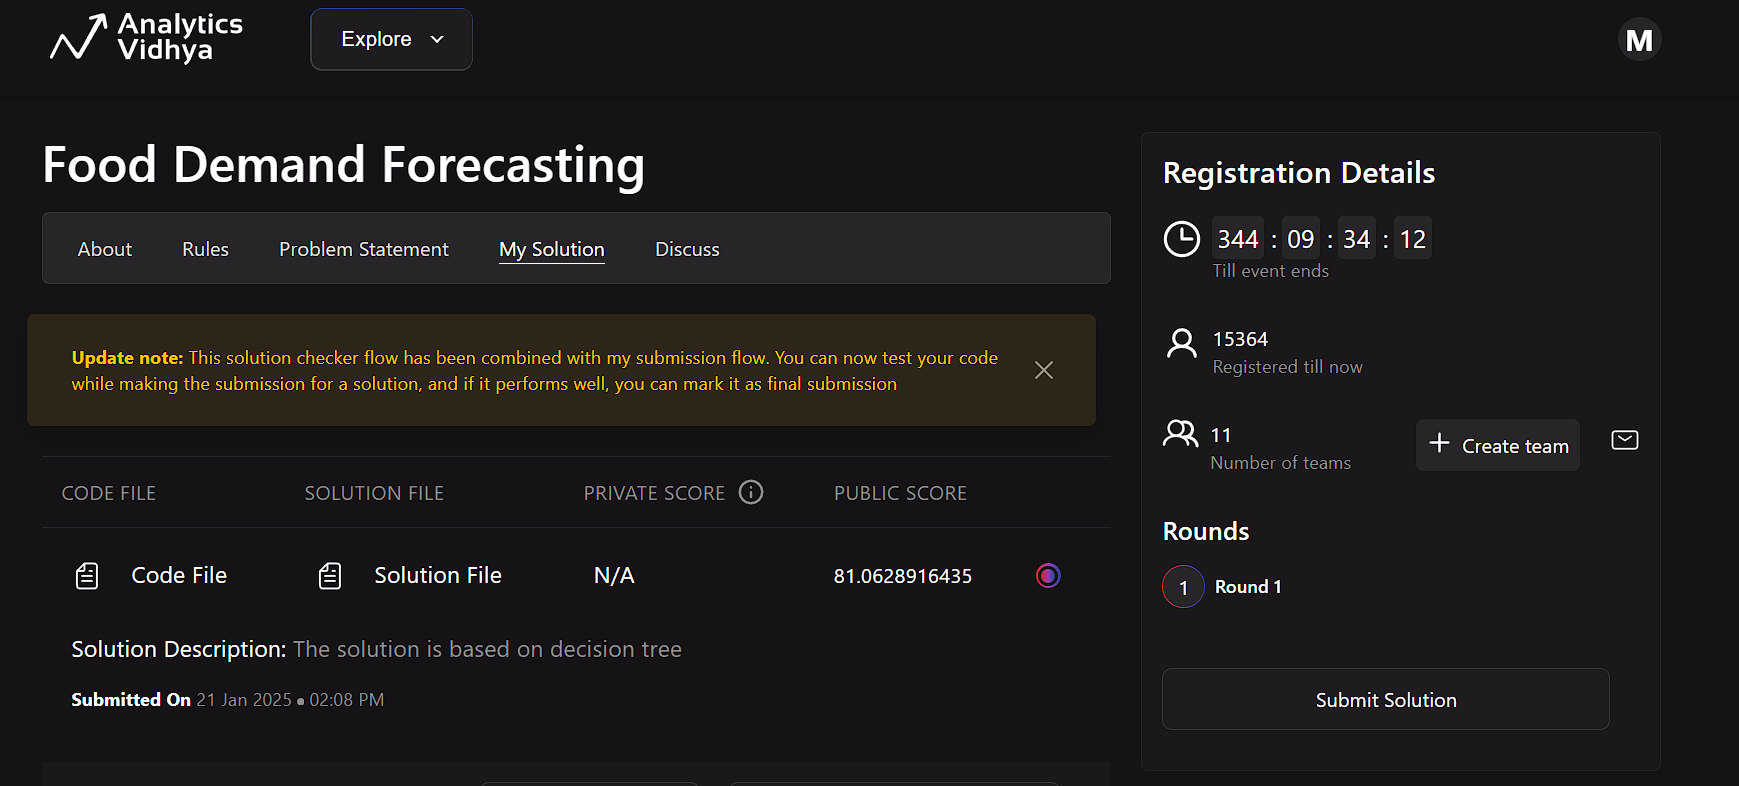 Analytics
Vidhya
Explore
M
Food Demand Forecasting
About Rules Problem Statement My Solution Discuss
Update note: This solution checker flow has been combined with my submission flow. You can now test your code
while making the submission for a solution, and if it performs well, you can mark it as final submission
CODE FILE SOLUTION FILE PRIVATE SCORE PUBLIC SCORE
Code File Solution File N/A 81.0628916435
Solution Description: The solution is based on decision tree
Submitted On 21 Jan 2025 • 02:08 PM
Registration Details
344 : 09 : 34 : 12
Till event ends
15364
Registered till now
11
Number of teams
+ Create team
Rounds
1 Round 1
Submit Solution